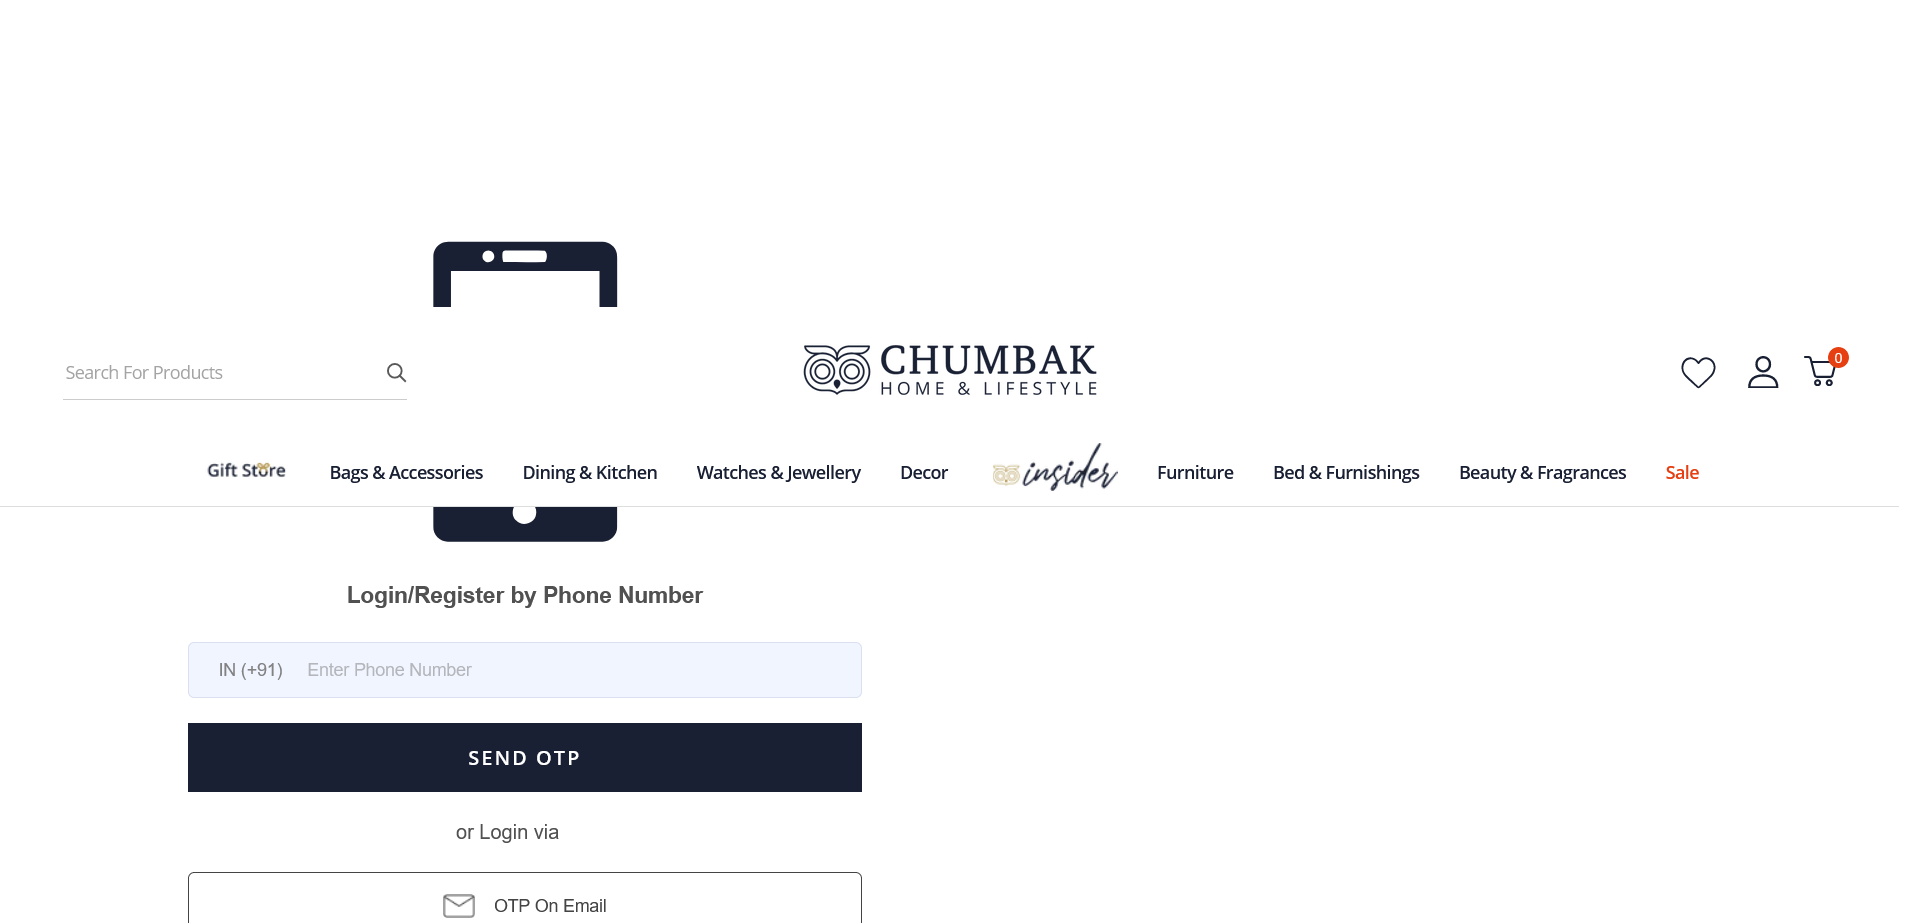 Search For Products
CHUMBAK
HOME & LIFESTYLE
0
Gift Store
Bags & Accessories
Dining & Kitchen
Watches & Jewellery
Decor
insider
Furniture
Bed & Furnishings
Beauty & Fragrances
Sale
Login/Register by Phone Number
IN (+91) Enter Phone Number
SEND OTP
or Login via
OTP On Email